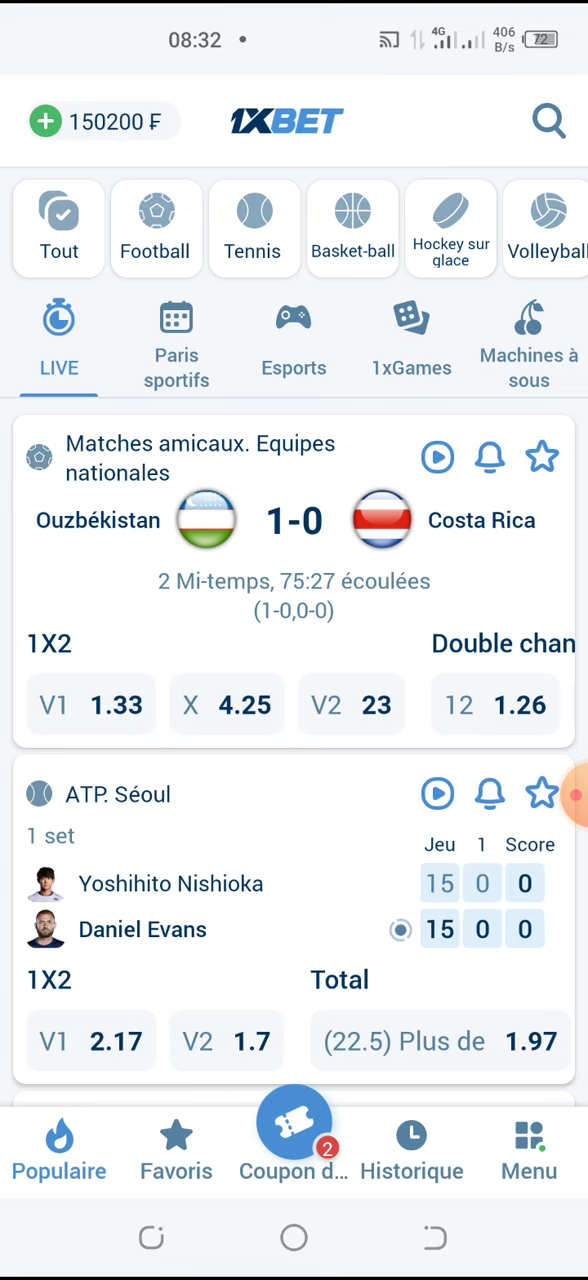 08:32
4G
406
B/s
72
150200 ₣
1XBET
Tout
Football
Tennis
Basket-ball
Hockey sur
glace
Volleyball
LIVE
Paris
sportifs
Esports
1xGames
Machines à
sous
Matches amicaux. Equipes
nationales
Ouzbékistan
1-0
Costa Rica
2 Mi-temps, 75:27 écoulées
(1-0,0-0)
1X2
Double chan
V1 1.33
X 4.25
V2 23
12 1.26
ATP. Séoul
1 set
Jeu 1 Score
Yoshihito Nishioka 15 0 0
Daniel Evans 15 0 0
1X2
Total
V1 2.17
V2 1.7
(22.5) Plus de 1.97
2
Populaire
Favoris
Coupon d...
Historique
Menu